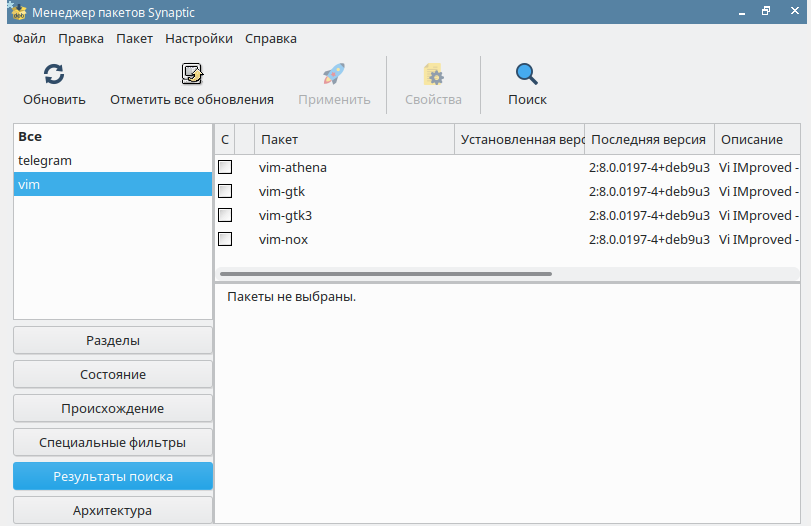 Менеджер пакетов Synaptic
Файл Правка Пакет Настройки Справка
Обновить Отметить все обновления Применить Свойства Поиск
Все
telegram
vim
С Пакет Установленная верс Последняя версия Описание
vim-athena 2:8.0.0197-4+deb9u3 Vi IMproved -
vim-gtk 2:8.0.0197-4+deb9u3 Vi IMproved -
vim-gtk3 2:8.0.0197-4+deb9u3 Vi IMproved -
vim-nox 2:8.0.0197-4+deb9u3 Vi IMproved -
Пакеты не выбраны.
Разделы
Состояние
Происхождение
Специальные фильтры
Результаты поиска
Архитектура